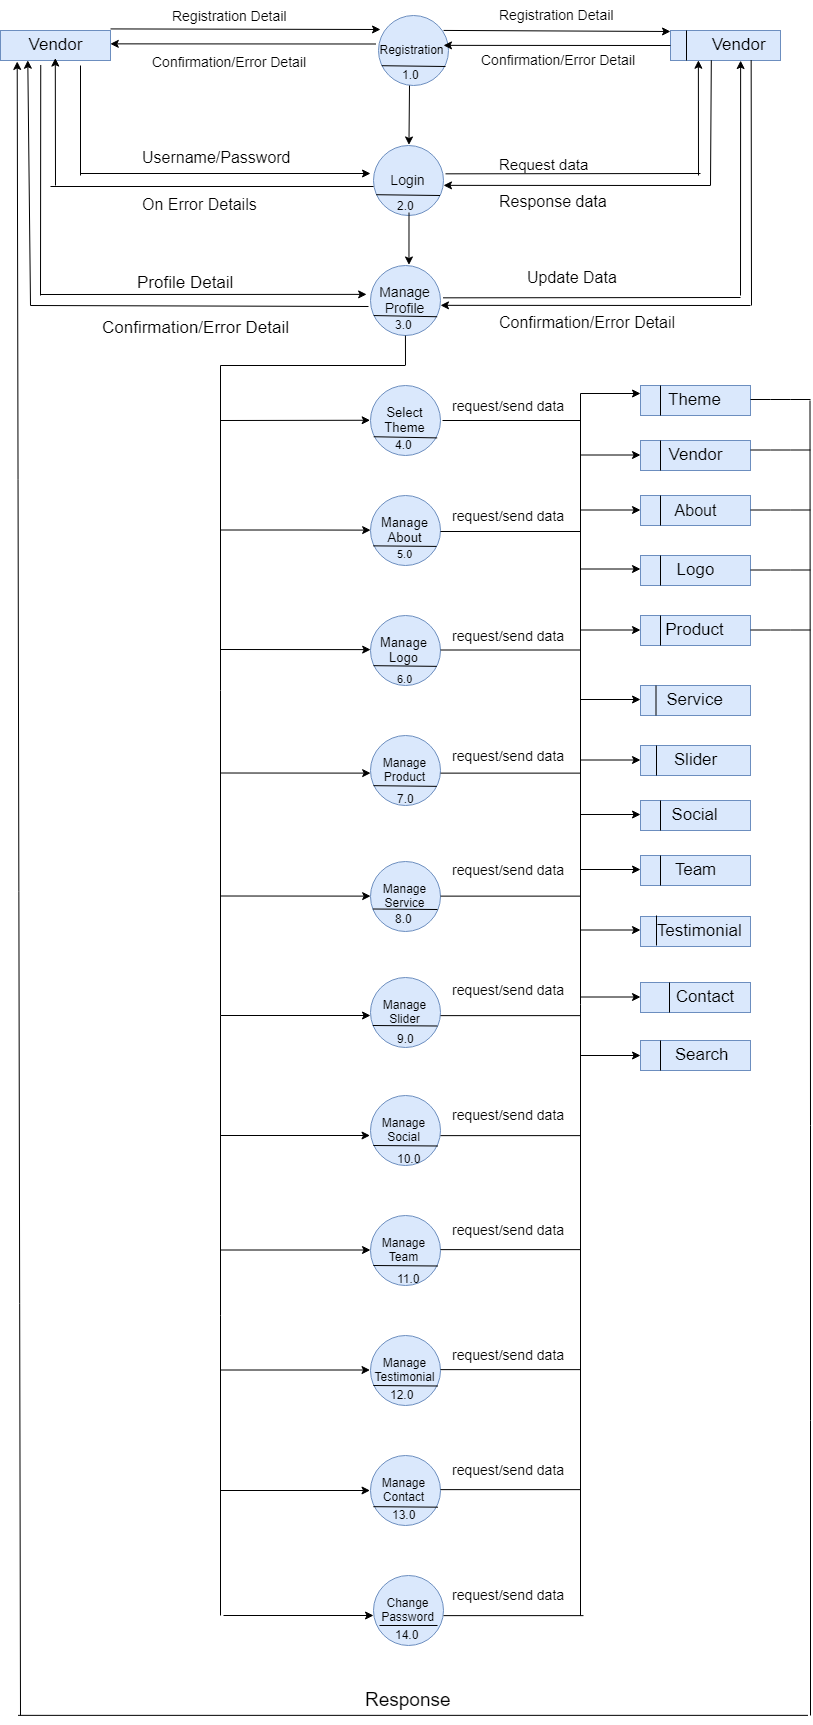 Registration Detail
Registration Detail
Vendor
Registration
Vendor
Confirmation/Error Detail
Confirmation/Error Detail
1.0
Username/Password
Request data
Login
On Error Details
2.0
Response data
Profile Detail
Update Data
Manage
Profile
3.0
Confirmation/Error Detail
Confirmation/Error Detail
Select
Theme
4.0
request/send data
Theme
Vendor
Manage
About
5.0
request/send data
About
Logo
Manage
Logo
6.0
request/send data
Product
Service
Manage
Product
7.0
request/send data
Slider
Social
Manage
Service
8.0
request/send data
Team
Testimonial
Manage
Slider
9.0
request/send data
Contact
Search
Manage
Social
10.0
request/send data
Manage
Team
11.0
request/send data
Manage
Testimonial
12.0
request/send data
Manage
Contact
13.0
request/send data
Change
Password
14.0
request/send data
Response